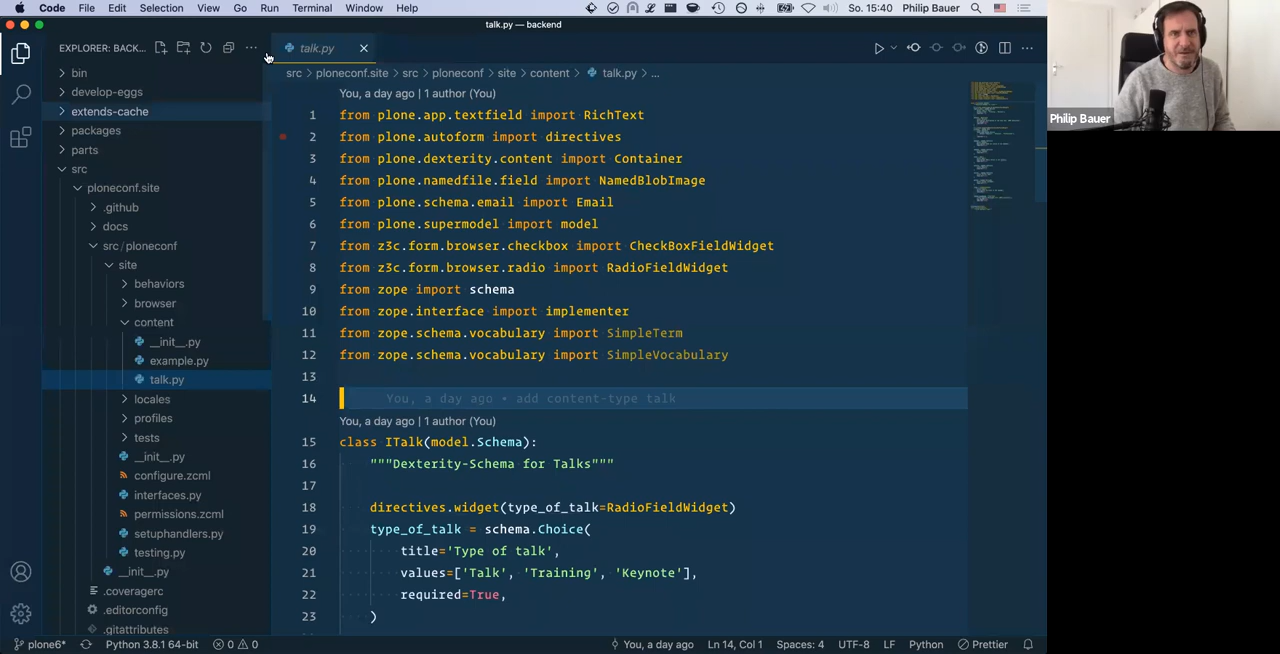 Code File Edit Selection View Go Run Terminal Window Help So. 15:40 Philip Bauer
talk.py — backend
EXPLORER: BACK...
talk.py
src > ploneconf.site > src > ploneconf > site > content > talk.py > ...
bin
develop-eggs
extends-cache
packages
parts
src
ploneconf.site
.github
docs
src/ploneconf
site
behaviors
browser
content
__init__.py
example.py
talk.py
locales
profiles
tests
__init__.py
configure.zcml
interfaces.py
permissions.zcml
setuphandlers.py
testing.py
__init__.py
.coveragerc
.editorconfig
.gitattributes
You, a day ago | 1 author (You)
1 from plone.app.textfield import RichText
2 from plone.autoform import directives
3 from plone.dexterity.content import Container
4 from plone.namedfile.field import NamedBlobImage
5 from plone.schema.email import Email
6 from plone.supermodel import model
7 from z3c.form.browser.checkbox import CheckBoxFieldWidget
8 from z3c.form.browser.radio import RadioFieldWidget
9 from zope import schema
10 from zope.interface import implementer
11 from zope.schema.vocabulary import SimpleTerm
12 from zope.schema.vocabulary import SimpleVocabulary
13
14 You, a day ago • add content-type talk
You, a day ago | 1 author (You)
15 class ITalk(model.Schema):
16 """Dexterity-Schema for Talks"""
17
18 directives.widget(type_of_talk=RadioFieldWidget)
19 type_of_talk = schema.Choice(
20 title='Type of talk',
21 values=['Talk', 'Training', 'Keynote'],
22 required=True,
23 )
Philip Bauer
plone6* Python 3.8.1 64-bit 0 0 You, a day ago Ln 14, Col 1 Spaces: 4 UTF-8 LF Python Prettier